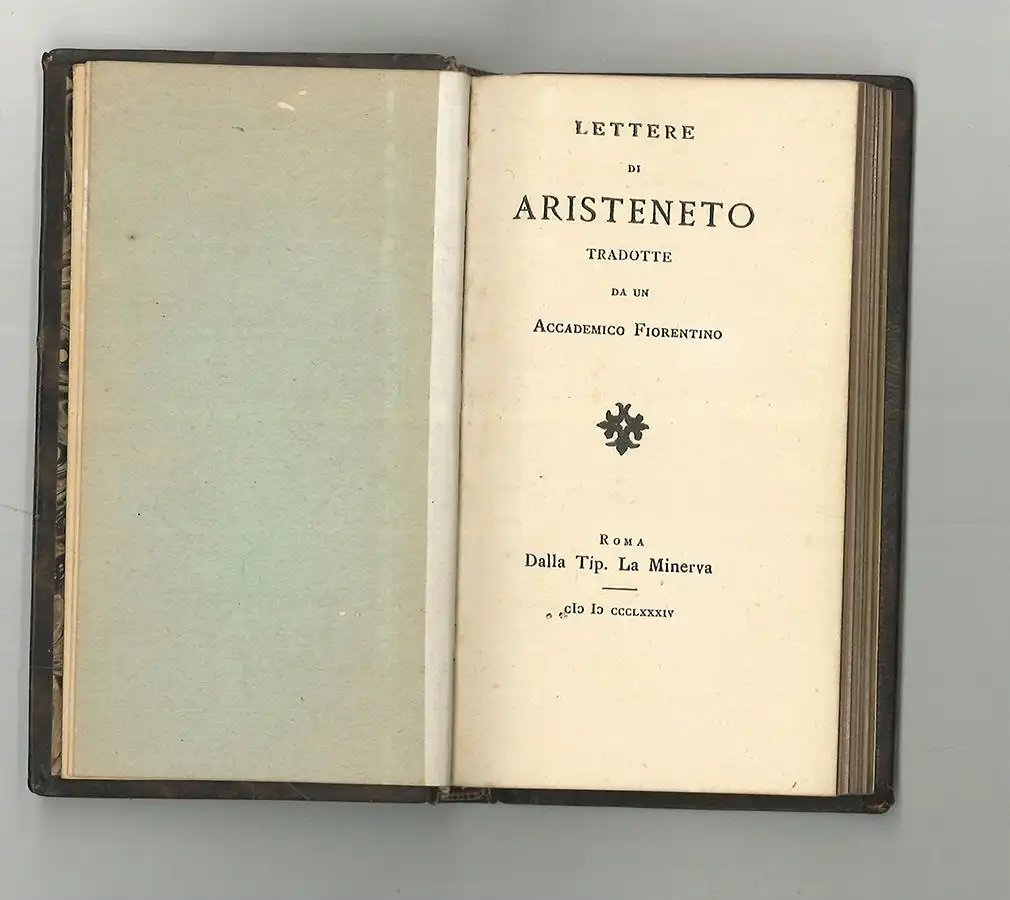 LETTERE
DI
ARISTENETO
TRADOTTE
DA UN
ACCADEMICO FIORENTINO
ROMA
Dalla Tip. La Minerva
cIɔ Iɔ CCCLXXXIV